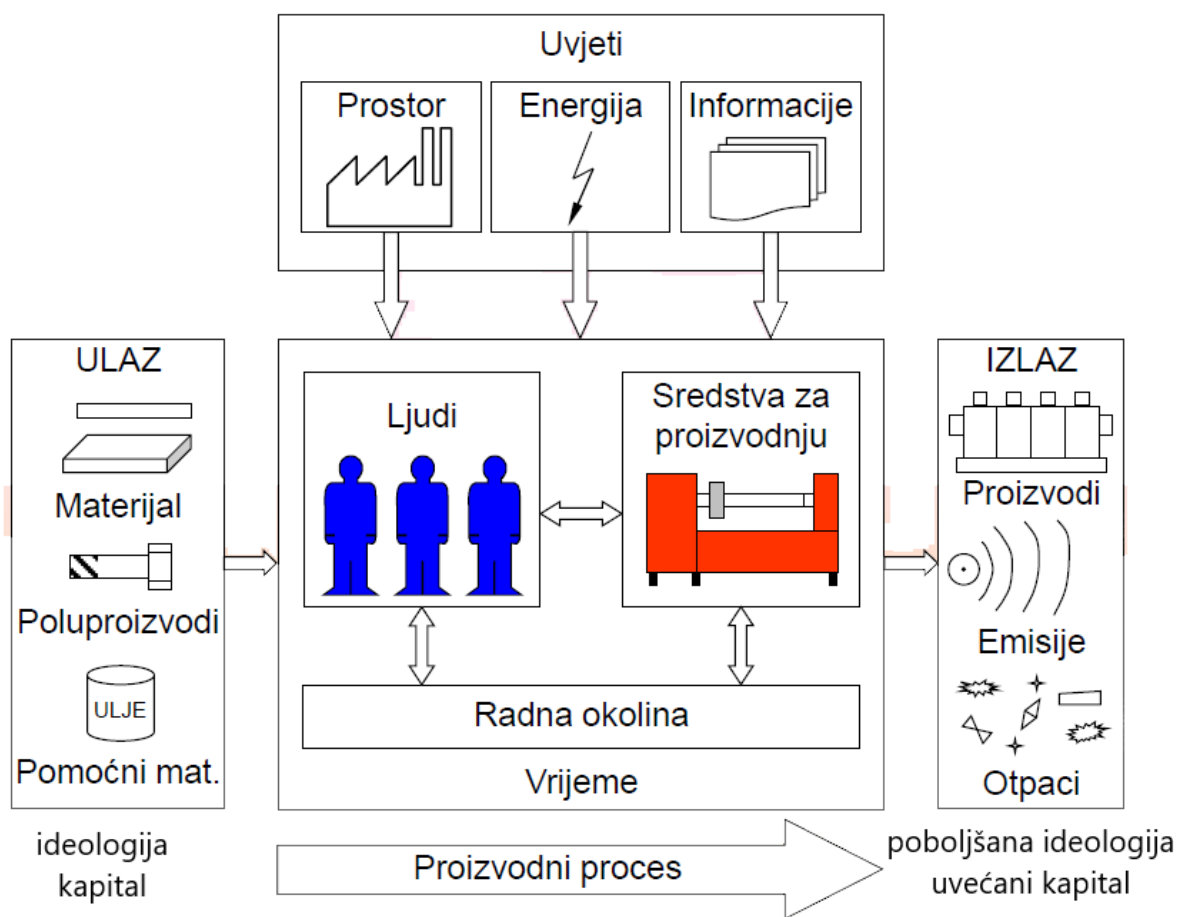 Uvjeti
Prostor
Energija
Informacije
ULAZ
Materijal
Poluproizvodi
ULJE
Pomoćni mat.
Ljudi
Sredstva za
proizvodnju
Radna okolina
Vrijeme
IZLAZ
Proizvodi
Emisije
Otpaci
ideologija
kapital
Proizvodni proces
poboljšana ideologija
uvećani kapital